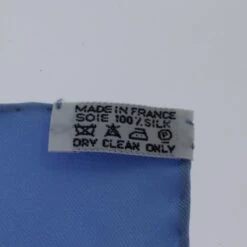 MADE IN FRANCE
SOIE 100% SILK
DRY CLEAN ONLY